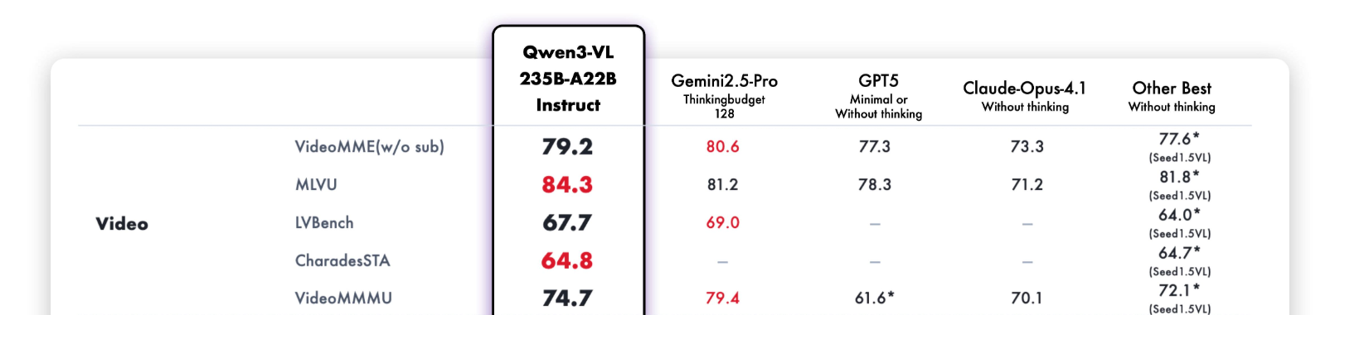 Qwen3-VL
235B-A22B
Instruct
Gemini2.5-Pro
Thinkingbudget
128
GPT5
Minimal or
Without thinking
Claude-Opus-4.1
Without thinking
Other Best
Without thinking
Video
VideoMME(w/o sub) 79.2 80.6 77.3 73.3 77.6*
(Seed1.5VL)
MLVU 84.3 81.2 78.3 71.2 81.8*
(Seed1.5VL)
LVBench 67.7 69.0 – – 64.0*
(Seed1.5VL)
CharadesSTA 64.8 – – – 64.7*
(Seed1.5VL)
VideoMMMU 74.7 79.4 61.6* 70.1 72.1*
(Seed1.5VL)